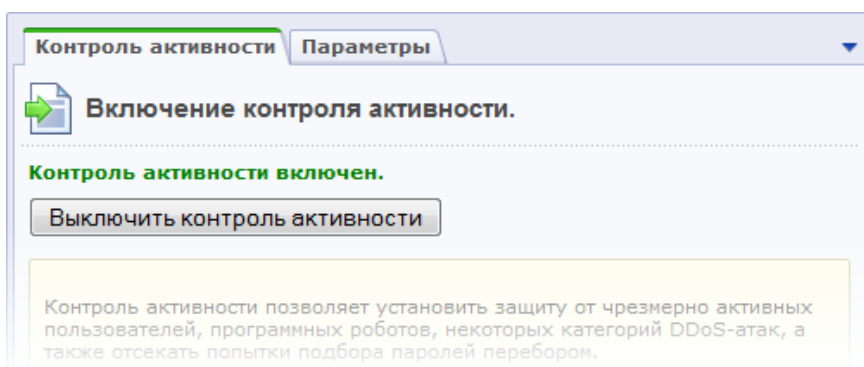 Контроль активности Параметры
Включение контроля активности.
Контроль активности включен.
Выключить контроль активности
Контроль активности позволяет установить защиту от чрезмерно активных
пользователей, программных роботов, некоторых категорий DDoS-атак, а
также отсекать попытки подбора паролей перебором.